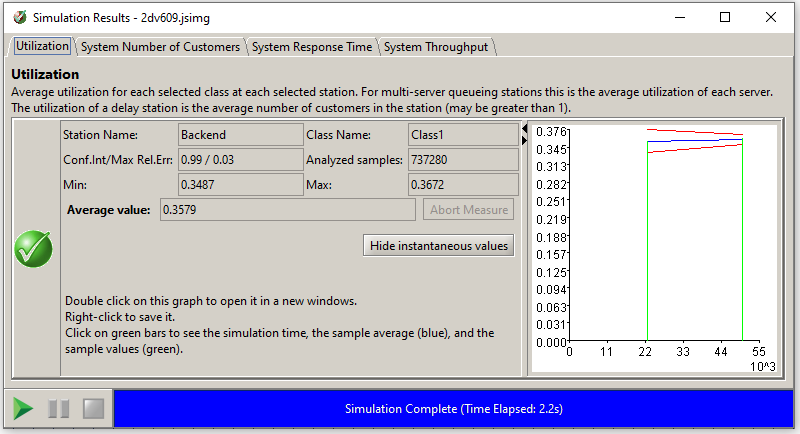 Simulation Results - 2dv609.jsimg
Utilization System Number of Customers System Response Time System Throughput
Utilization
Average utilization for each selected class at each selected station. For multi-server queueing stations this is the average utilization of each server.
The utilization of a delay station is the average number of customers in the station (may be greater than 1).
Station Name: Backend Class Name: Class1
Conf.Int/Max Rel.Err: 0.99 / 0.03 Analyzed samples: 737280
Min: 0.3487 Max: 0.3672
Average value: 0.3579 Abort Measure
Hide instantaneous values
Double click on this graph to open it in a new windows.
Right-click to save it.
Click on green bars to see the simulation time, the sample average (blue), and the
sample values (green).
0.376
0.345
0.313
0.282
0.251
0.219
0.188
0.157
0.125
0.094
0.063
0.031
0.000
0 11 22 33 44 55
10^3
Simulation Complete (Time Elapsed: 2.2s)